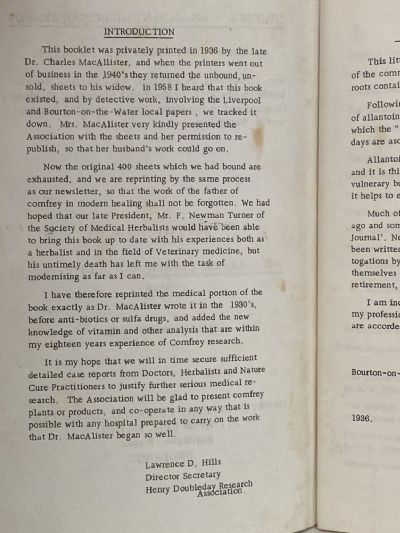 INTRODUCTION
This booklet was privately printed in 1936 by the late
Dr. Charles MacAllister, and when the printers went out
of business in the 1940's they returned the unbound, un-
sold, sheets to his widow. In 1958 I heard that this book
existed, and by detective work, involving the Liverpool
and Bourton-on-the-Water local papers, we tracked it
down. Mrs. MacAlister very kindly presented the
Association with the sheets and her permission to re-
publish, so that her husband's work could go on.
Now the original 400 sheets which we had bound are
exhausted, and we are reprinting by the same process
as our newsletter, so that the work of the father of
comfrey in modern healing shall not be forgotten. We had
hoped that our late President, Mr. F. Newman Turner of
the Society of Medical Herbalists would have been able
to bring this book up to date with his experiences both as
a herbalist and in the field of Veterinary medicine, but
his untimely death has left me with the task of
modernising as far as I can.
I have therefore reprinted the medical portion of the
book exactly as Dr. MacAlister wrote it in the 1930's,
before anti-biotics or sulfa drugs, and added the new
knowledge of vitamin and other analysis that are within
my eighteen years experience of Comfrey research.
It is my hope that we will in time secure sufficient
detailed case reports from Doctors, Herbalists and Nature
Cure Practitioners to justify further serious medical re-
search. The Association will be glad to present comfrey
plants or products, and co-operate in any way that is
possible with any hospital prepared to carry on the work
that Dr. MacAlister began so well.
Lawrence D. Hills
Director Secretary
Henry Doubleday Research
Association.
This lit
of the comr
roots contai
Followin
of allantoin
which the "
days are aso
Allantoi
and it is thi
vulnerary bu
it helps to e
Much of
ago and som
Journal'. Ne
been written
togations by
themselves
retirement,
I am inc
my professio
are accorde
Bourton-on-
1936.